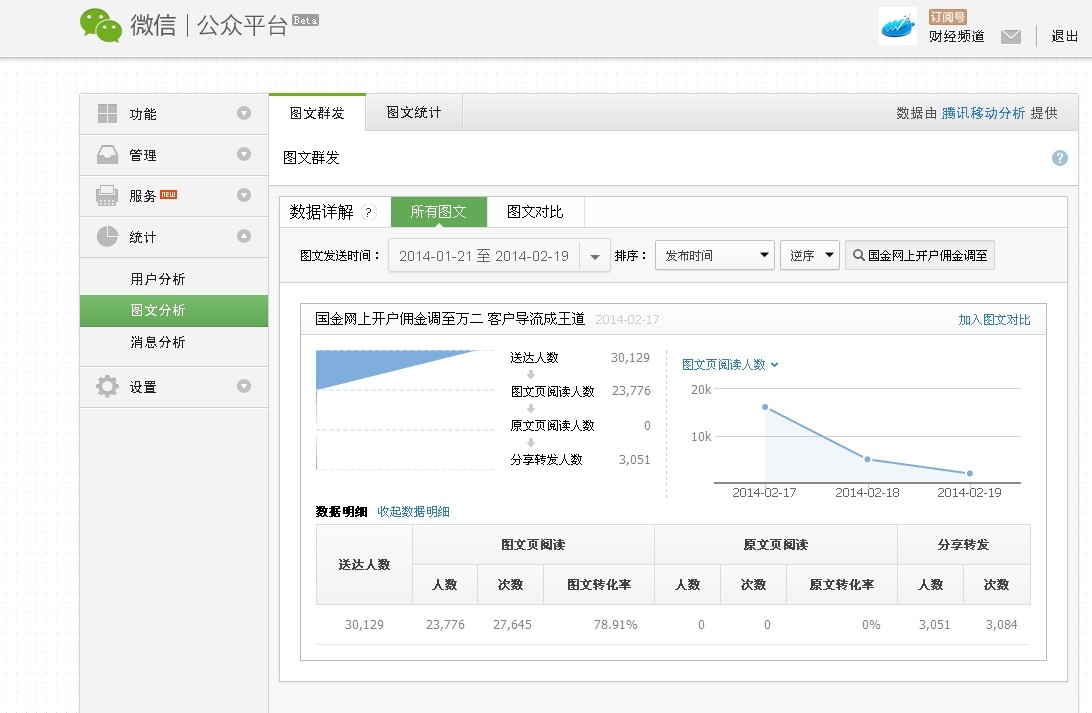 微信 | 公众平台 Beta
订阅号
财经频道
退出
功能
管理
服务 NEW
统计
用户分析
图文分析
消息分析
设置
图文群发 图文统计
数据由 腾讯移动分析 提供
图文群发
?
数据详解 ? 所有图文 图文对比
图文发送时间： 2014-01-21 至 2014-02-19 排序： 发布时间 逆序 国金网上开户佣金调至
国金网上开户佣金调至万二 客户导流成王道 2014-02-17 加入图文对比
送达人数 30,129
图文页阅读人数 23,776
原文页阅读人数 0
分享转发人数 3,051
图文页阅读人数
20k
10k
2014-02-17 2014-02-18 2014-02-19
数据明细 收起数据明细
送达人数 图文页阅读 原文页阅读 分享转发
人数 次数 图文转化率 人数 次数 原文转化率 人数 次数
30,129 23,776 27,645 78.91% 0 0 0% 3,051 3,084